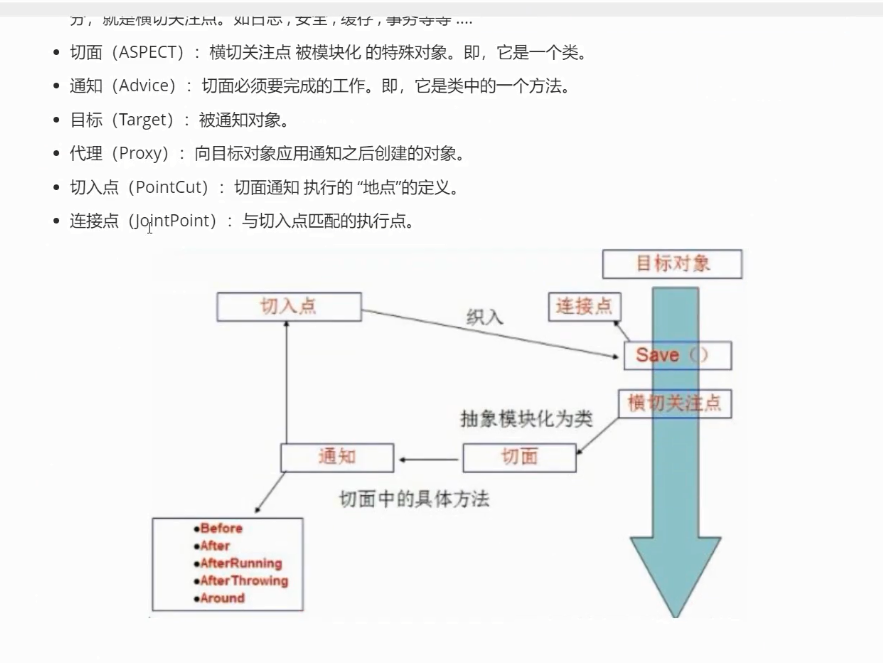 分，就是横切关注点。如日志 , 安全 , 缓存 , 事务等等 ....
切面（ASPECT）：横切关注点 被模块化 的特殊对象。即，它是一个类。
通知（Advice）：切面必须要完成的工作。即，它是类中的一个方法。
目标（Target）：被通知对象。
代理（Proxy）：向目标对象应用通知之后创建的对象。
切入点（PointCut）：切面通知 执行的 “地点”的定义。
连接点（JointPoint）：与切入点匹配的执行点。
目标对象
切入点
织入
连接点
Save（）
横切关注点
抽象模块化为类
通知
切面
切面中的具体方法
●Before
●After
●AfterRunning
●AfterThrowing
●Around